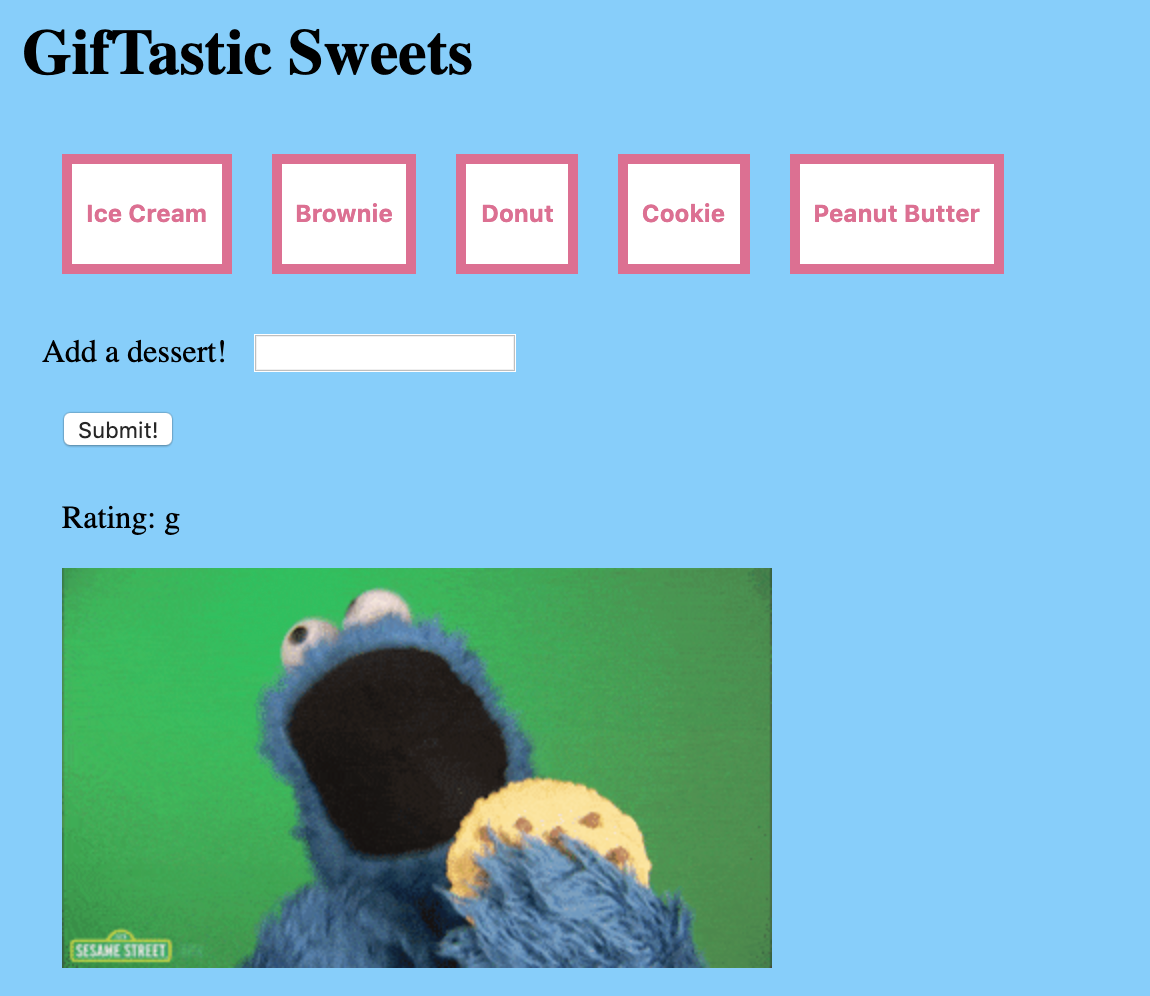 GifTastic Sweets
Ice Cream Brownie Donut Cookie Peanut Butter
Add a dessert!
Submit!
Rating: g
SESAME STREET